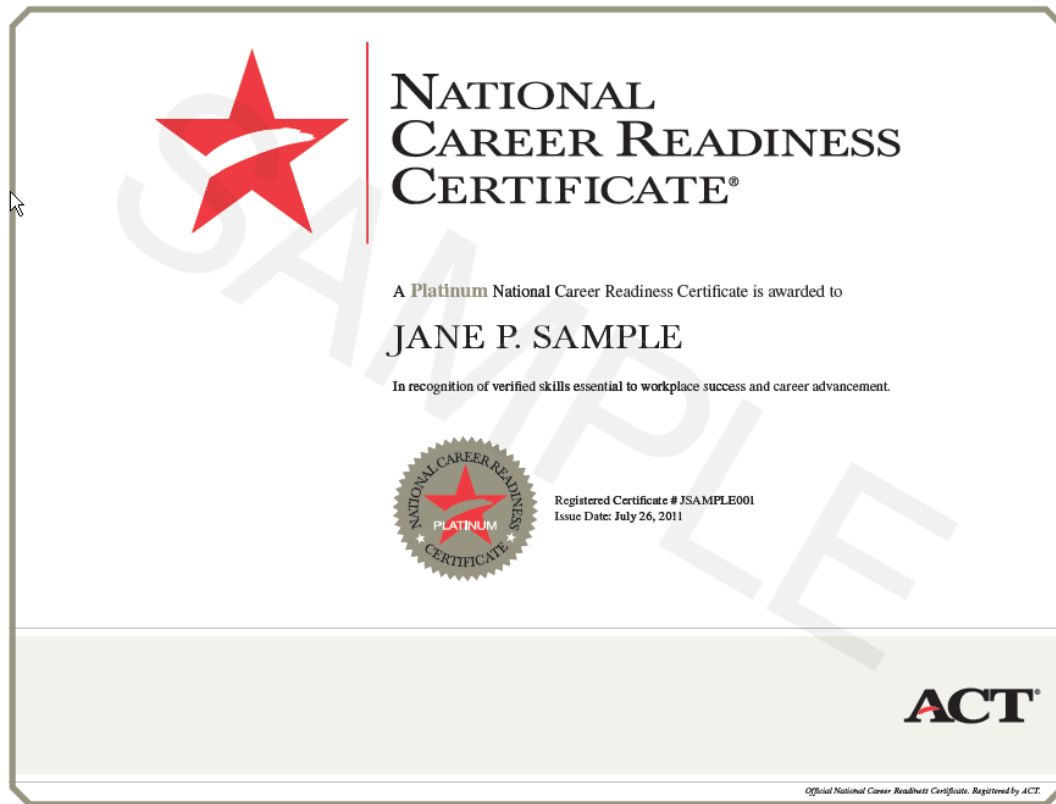 NATIONAL
CAREER READINESS
CERTIFICATE®
A Platinum National Career Readiness Certificate is awarded to
JANE P. SAMPLE
In recognition of verified skills essential to workplace success and career advancement.
NATIONAL CAREER READINESS
PLATINUM
CERTIFICATE
Registered Certificate # JSAMPLE001
Issue Date: July 26, 2011
SAMPLE
ACT®
Official National Career Readiness Certificate. Registered by ACT.